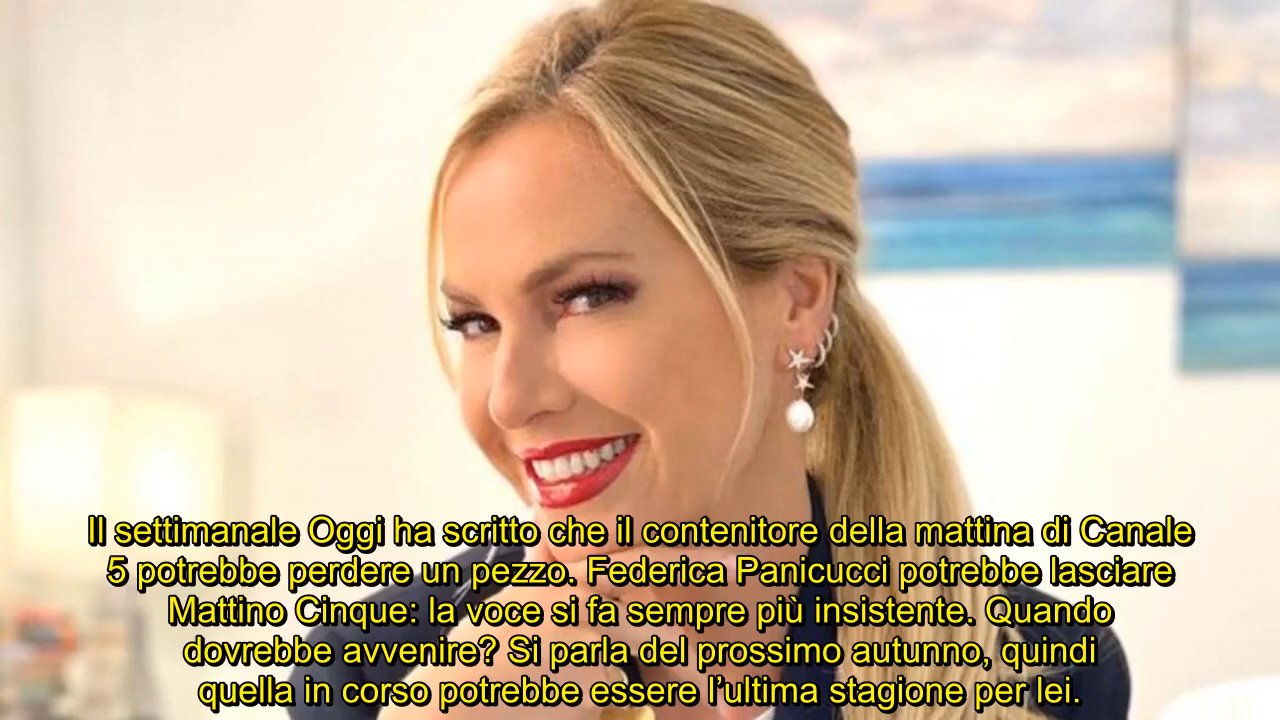 Il settimanale Oggi ha scritto che il contenitore della mattina di Canale
5 potrebbe perdere un pezzo. Federica Panicucci potrebbe lasciare
Mattino Cinque: la voce si fa sempre più insistente. Quando
dovrebbe avvenire? Si parla del prossimo autunno, quindi
quella in corso potrebbe essere l’ultima stagione per lei.